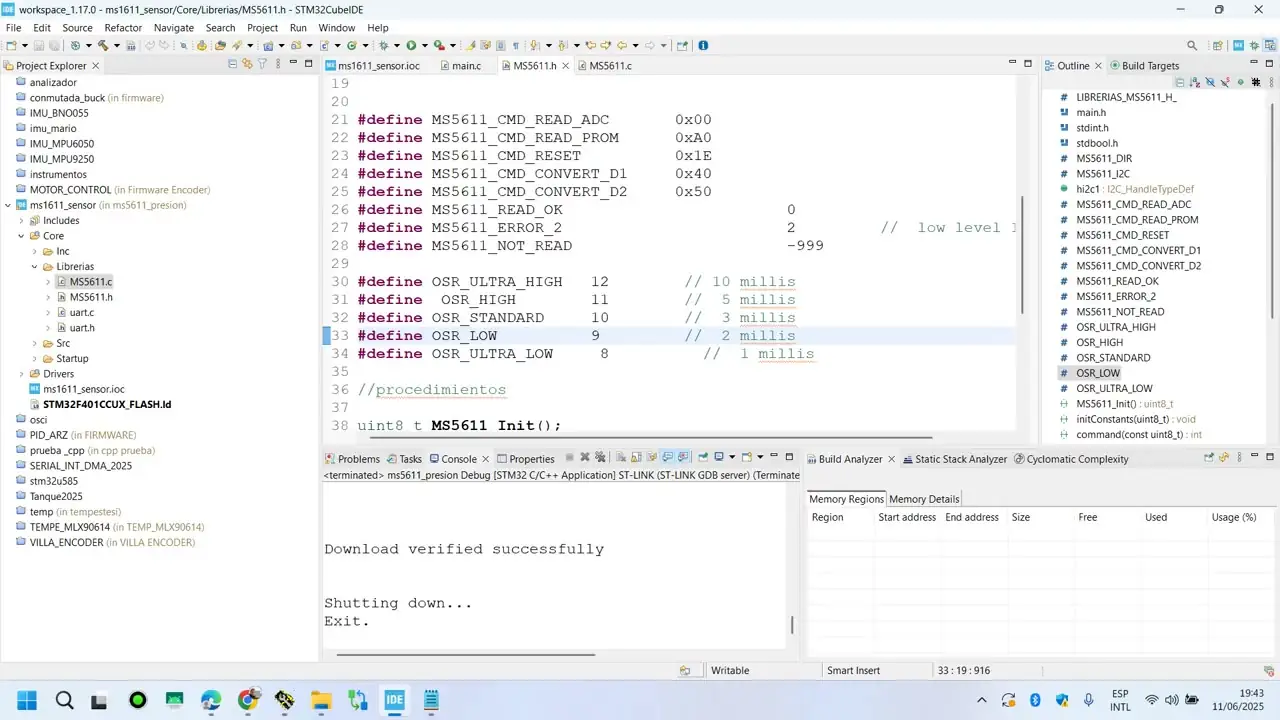 workspace_1.17.0 - ms1611_sensor/Core/Librerias/MS5611.h - STM32CubeIDE
File Edit Source Refactor Navigate Search Project Run Window Help
Project Explorer
analizador
conmutada_buck (in firmware)
IMU_BNO055
imu_mario
IMU_MPU6050
IMU_MPU9250
instrumentos
MOTOR_CONTROL (in Firmware Encoder)
ms1611_sensor (in ms5611_presion)
Includes
Core
Inc
Librerias
MS5611.c
MS5611.h
uart.c
uart.h
Src
Startup
Drivers
ms1611_sensor.ioc
STM32F401CCUX_FLASH.ld
osci
PID_ARZ (in FIRMWARE)
prueba _cpp (in cpp prueba)
SERIAL_INT_DMA_2025
stm32u585
Tanque2025
temp (in tempestesi)
TEMPE_MLX90614 (in TEMP_MLX90614)
VILLA_ENCODER (in VILLA ENCODER)
ms1611_sensor.ioc main.c MS5611.h MS5611.c
19
20
21 #define MS5611_CMD_READ_ADC 0x00
22 #define MS5611_CMD_READ_PROM 0xA0
23 #define MS5611_CMD_RESET 0x1E
24 #define MS5611_CMD_CONVERT_D1 0x40
25 #define MS5611_CMD_CONVERT_D2 0x50
26 #define MS5611_READ_OK 0
27 #define MS5611_ERROR_2 2 // low level
28 #define MS5611_NOT_READ -999
29
30 #define OSR_ULTRA_HIGH 12 // 10 millis
31 #define OSR_HIGH 11 // 5 millis
32 #define OSR_STANDARD 10 // 3 millis
33 #define OSR_LOW 9 // 2 millis
34 #define OSR_ULTRA_LOW 8 // 1 millis
35
36 //procedimientos
37
38 uint8_t MS5611_Init();
Outline Build Targets
LIBRERIAS_MS5611_H_
main.h
stdint.h
stdbool.h
MS5611_DIR
MS5611_I2C
hi2c1 : I2C_HandleTypeDef
MS5611_CMD_READ_ADC
MS5611_CMD_READ_PROM
MS5611_CMD_RESET
MS5611_CMD_CONVERT_D1
MS5611_CMD_CONVERT_D2
MS5611_READ_OK
MS5611_ERROR_2
MS5611_NOT_READ
OSR_ULTRA_HIGH
OSR_HIGH
OSR_STANDARD
OSR_LOW
OSR_ULTRA_LOW
MS5611_Init() : uint8_t
initConstants(uint8_t) : void
command(const uint8_t) : int
Problems Tasks Console Properties
<terminated> ms5611_presion Debug [STM32 C/C++ Application] ST-LINK (ST-LINK GDB server) (Terminate
Download verified successfully
Shutting down...
Exit.
Build Analyzer Static Stack Analyzer Cyclomatic Complexity
Memory Regions Memory Details
Region Start address End address Size Free Used Usage (%)
Writable Smart Insert 33 : 19 : 916
IDE
ESP
INTL
19:43
11/06/2025